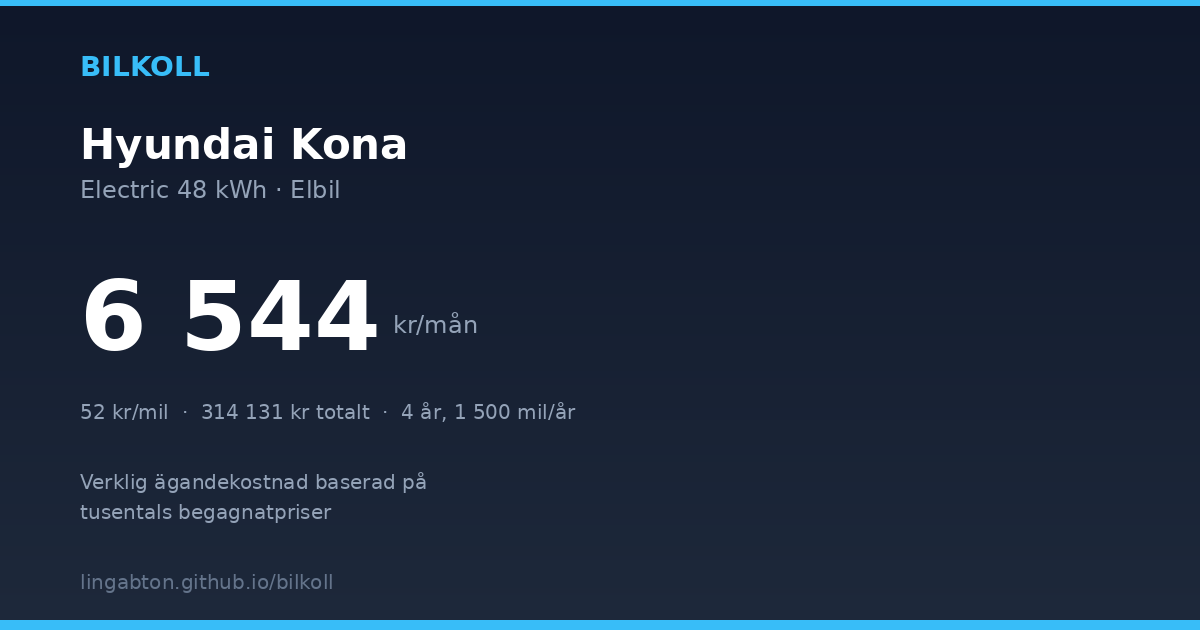 BILKOLL
Hyundai Kona
Electric 48 kWh · Elbil
6 544 kr/mån
52 kr/mil · 314 131 kr totalt · 4 år, 1 500 mil/år
Verklig ägandekostnad baserad på
tusentals begagnatpriser
lingabton.github.io/bilkoll